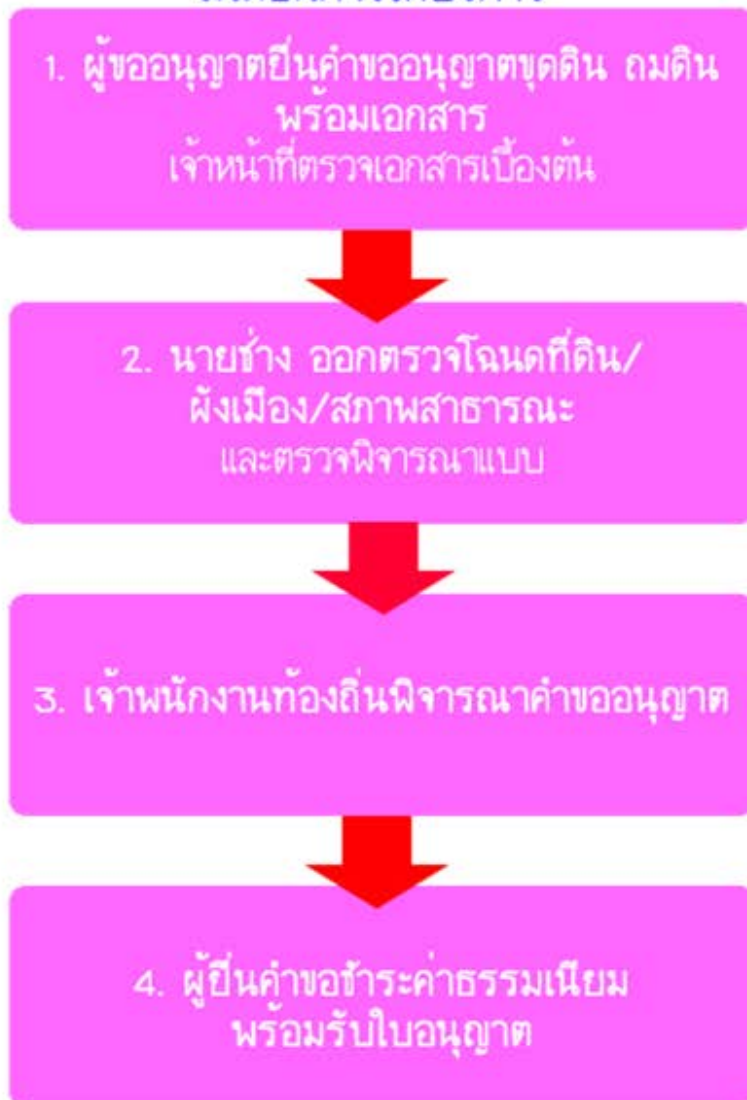 1. ผู้ขออนุญาตยื่นคำขออนุญาตขุดดิน ถมดิน
พร้อมเอกสาร
เจ้าหน้าที่ตรวจเอกสารเบื้องต้น
2. นายช่าง ออกตรวจโฉนดที่ดิน/
ผังเมือง/สภาพสาธารณะ
และตรวจพิจารณาแบบ
3. เจ้าพนักงานท้องถิ่นพิจารณาคำขออนุญาต
4. ผู้ยื่นคำขอชำระค่าธรรมเนียม
พร้อมรับใบอนุญาต